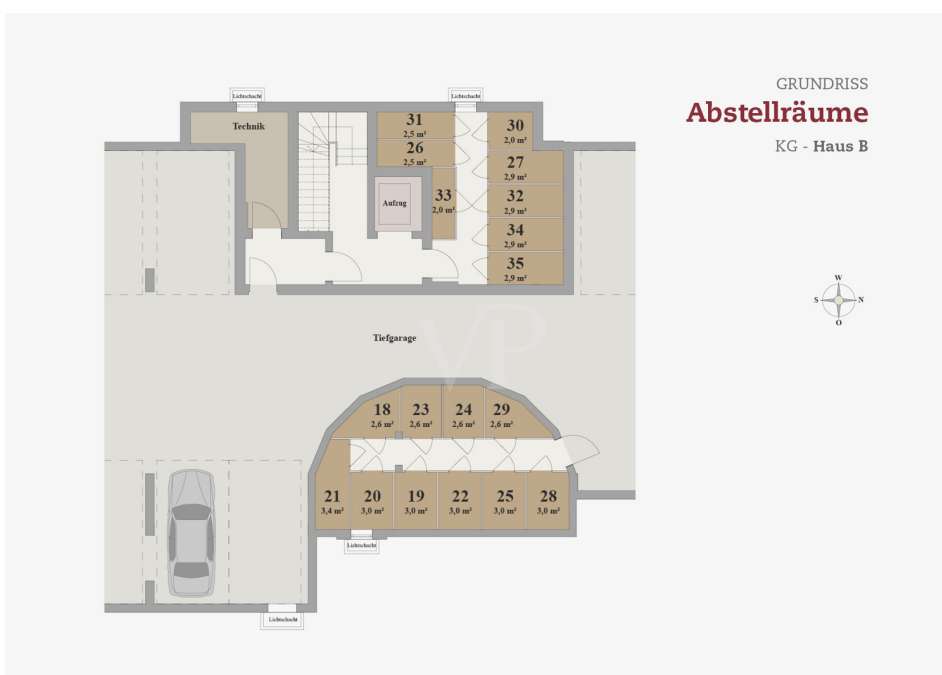 GRUNDRISS
Abstellräume
KG - Haus B
Lichtschacht
Lichtschacht
Technik
31
2,5 m²
26
2,5 m²
30
2,0 m²
27
2,9 m²
33
2,0 m²
32
2,9 m²
Aufzug
34
2,9 m²
35
2,9 m²
W
S
N
O
Tiefgarage
VP
18
2,6 m²
23
2,6 m²
24
2,6 m²
29
2,6 m²
21
3,4 m²
20
3,0 m²
19
3,0 m²
22
3,0 m²
25
3,0 m²
28
3,0 m²
Lichtschacht
Lichtschacht